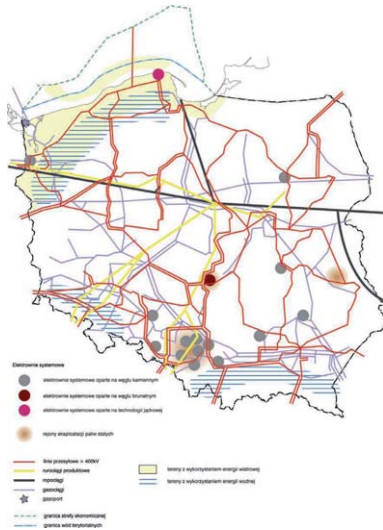 Elektrownie systemowe
elektrownie systemowe oparte na węglu kamiennym
elektrownie systemowe oparte na węglu brunatnym
elektrownie systemowe oparte na technologii jądrowej
rejony eksploatacji paliw stałych
linie przesyłowe > 400kV
rurociągi produktowe
ropociągi
gazociągi
gazoport
granica strefy ekonomicznej
granica wód terytorialnych
tereny z wykorzystaniem energii wiatrowej
tereny z wykorzystaniem energii wodnej